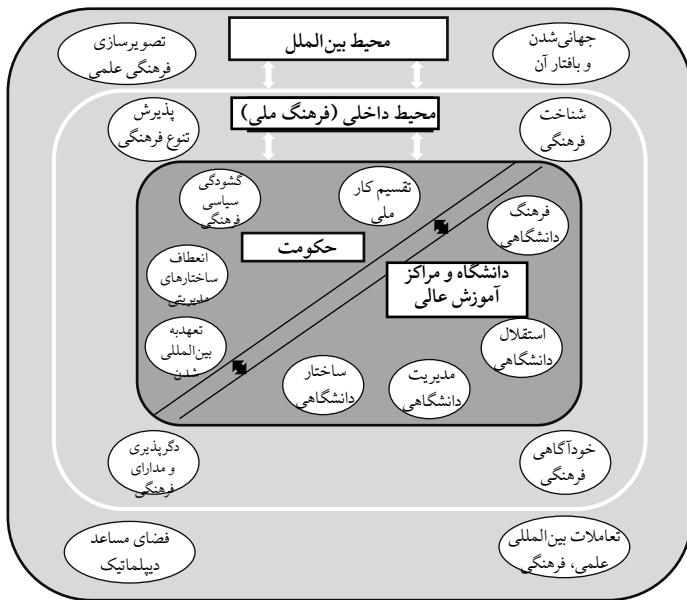 جهانی‌شدن
و بافتار آن
محیط بین‌الملل
تصویرسازی
فرهنگی علمی
شناخت
فرهنگی
محیط داخلی (فرهنگ ملی)
پذیرش
تنوع فرهنگی
تقسیم کار
ملی
گشودگی
سیاسی
فرهنگی
فرهنگ
دانشگاهی
حکومت
انعطاف
ساختارهای
مدیریتی
دانشگاه و مراکز
آموزش عالی
تعهدبه
بین‌المللی
شدن
استقلال
دانشگاهی
ساختار
دانشگاهی
مدیریت
دانشگاهی
خودآگاهی
فرهنگی
دگرپذیری
و مدارای
فرهنگی
تعاملات بین‌المللی
علمی، فرهنگی
فضای مساعد
دیپلماتیک